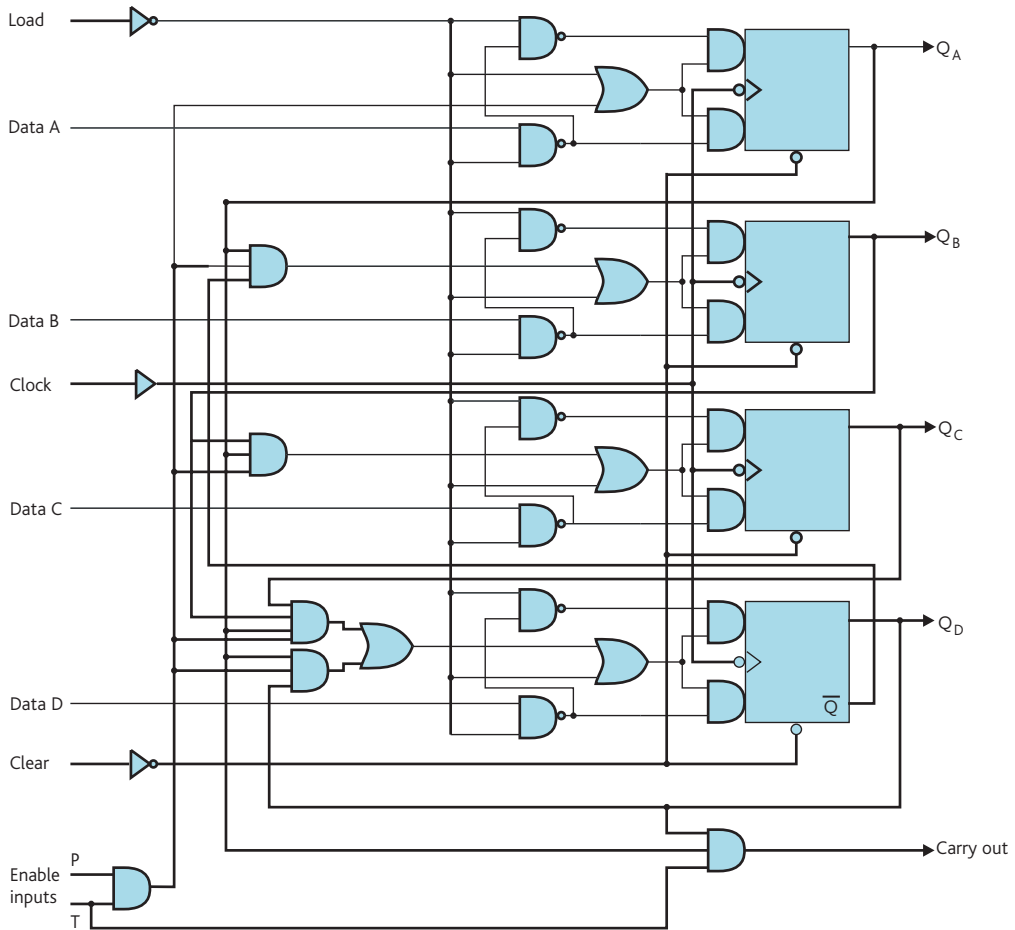 Load
Q_A
Data A
Q_B
Data B
Clock
Q_C
Data C
Q_D
Data D
Q̅
Clear
P
Carry out
Enable
inputs
T